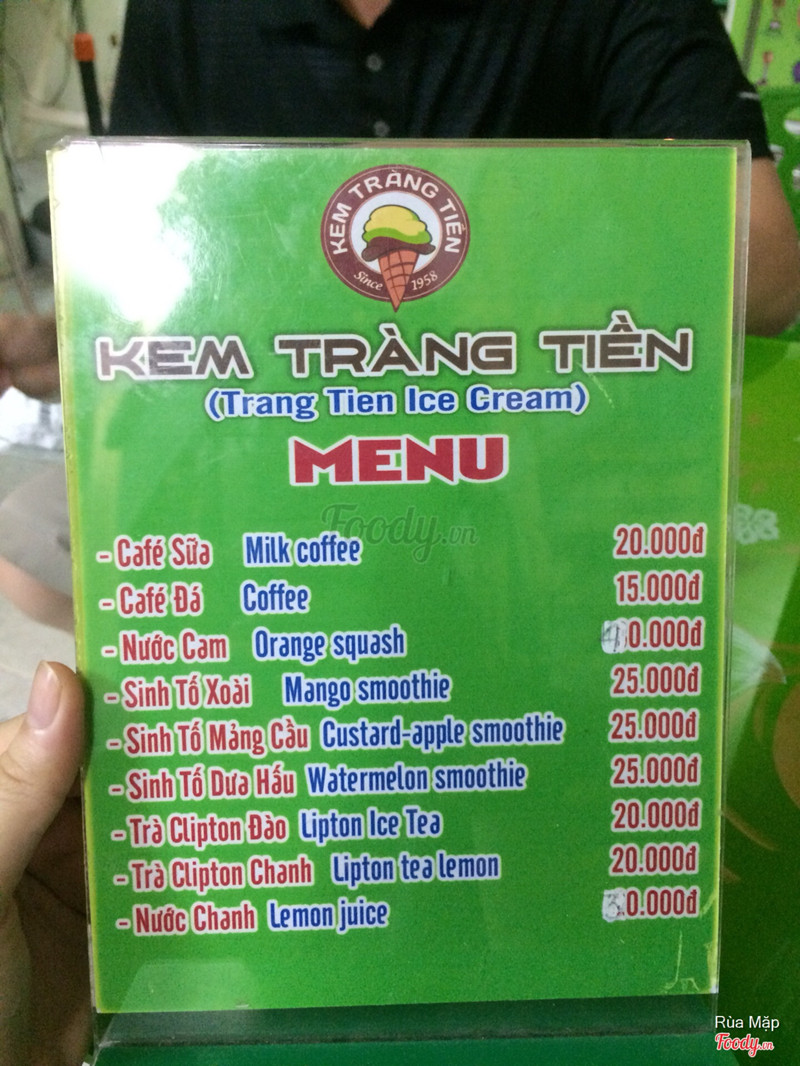 KEM TRÀNG TIỀN
Since 1958
KEM TRÀNG TIỀN
(Trang Tien Ice Cream)
MENU
Foody.vn
- Café Sữa Milk coffee 20.000đ
- Café Đá Coffee 15.000đ
- Nước Cam Orange squash 40.000đ
- Sinh Tố Xoài Mango smoothie 25.000đ
- Sinh Tố Mảng Cầu Custard-apple smoothie 25.000đ
- Sinh Tố Dưa Hấu Watermelon smoothie 25.000đ
- Trà Clipton Đào Lipton Ice Tea 20.000đ
- Trà Clipton Chanh Lipton tea lemon 20.000đ
- Nước Chanh Lemon juice 30.000đ
Rùa Mập
Foody.vn